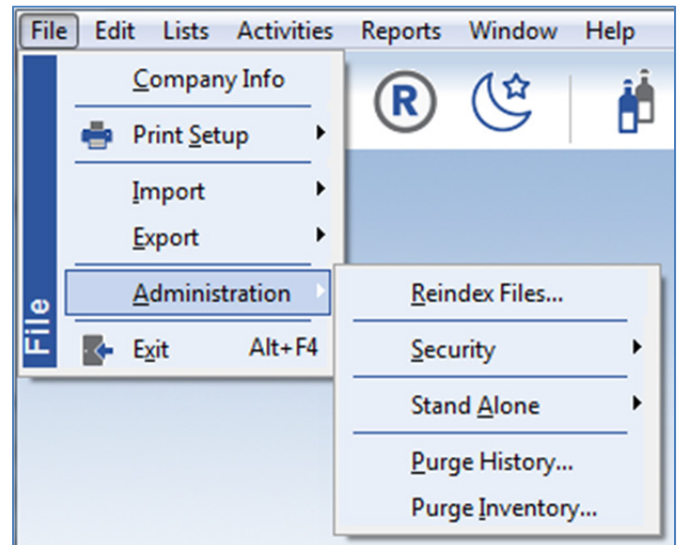 File Edit Lists Activities Reports Window Help
R
Company Info
Print Setup
Import
Export
Administration
Exit Alt+F4
File
Reindex Files...
Security
Stand Alone
Purge History...
Purge Inventory...